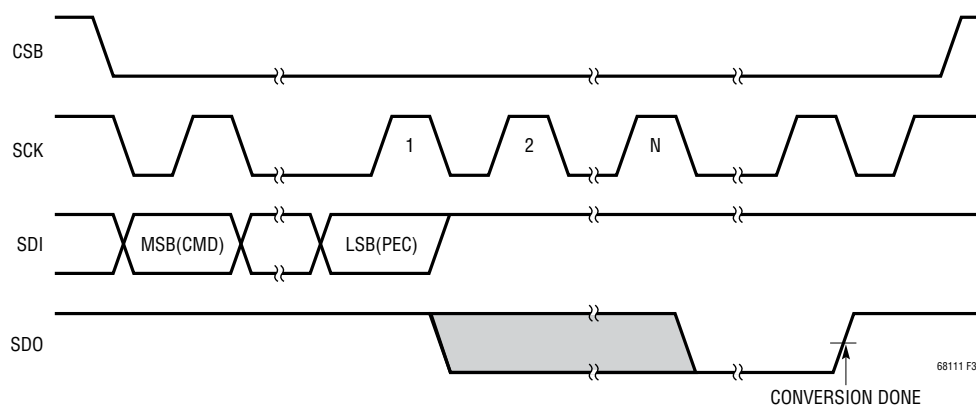 CSB
SCK
1
2
N
SDI
MSB(CMD)
LSB(PEC)
SDO
68111 F3
CONVERSION DONE